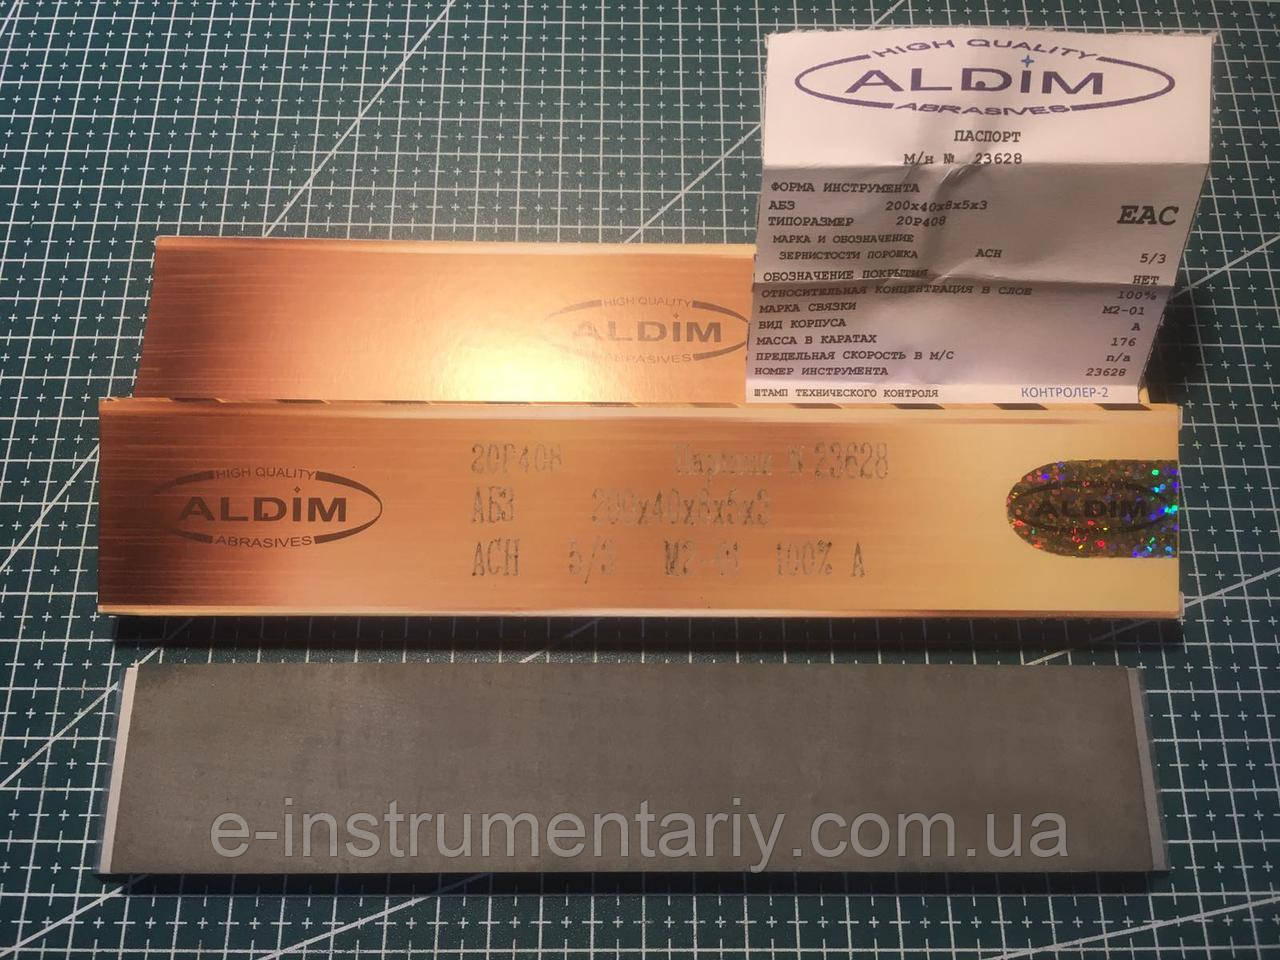 HIGH QUALITY
ALDIM
ABRASIVES
ПАСПОРТ
М/н № 23628
ФОРМА ИНСТРУМЕНТА
АБЗ 200х40х8х5х3
ТИПОРАЗМЕР 20Р408
EAC
МАРКА И ОБОЗНАЧЕНИЕ
ЗЕРНИСТОСТИ ПОРОШКА АСН 5/3
ОБОЗНАЧЕНИЕ ПОКРЫТИЯ НЕТ
ОТНОСИТЕЛЬНАЯ КОНЦЕНТРАЦИЯ В СЛОЕ 100%
МАРКА СВЯЗКИ М2-01
ВИД КОРПУСА А
МАССА В КАРАТАХ 176
ПРЕДЕЛЬНАЯ СКОРОСТЬ В М/С n/a
НОМЕР ИНСТРУМЕНТА 23628
ШТАМП ТЕХНИЧЕСКОГО КОНТРОЛЯ КОНТРОЛЕР-2
HIGH QUALITY
ALDIM
ABRASIVES
HIGH QUALITY
ALDIM
ABRASIVES
20Р408 Партия N 23628
АБЗ 200х40х8х5х3
АСН 5/3 М2-01 100% А
ALDIM
e-instrumentariy.com.ua